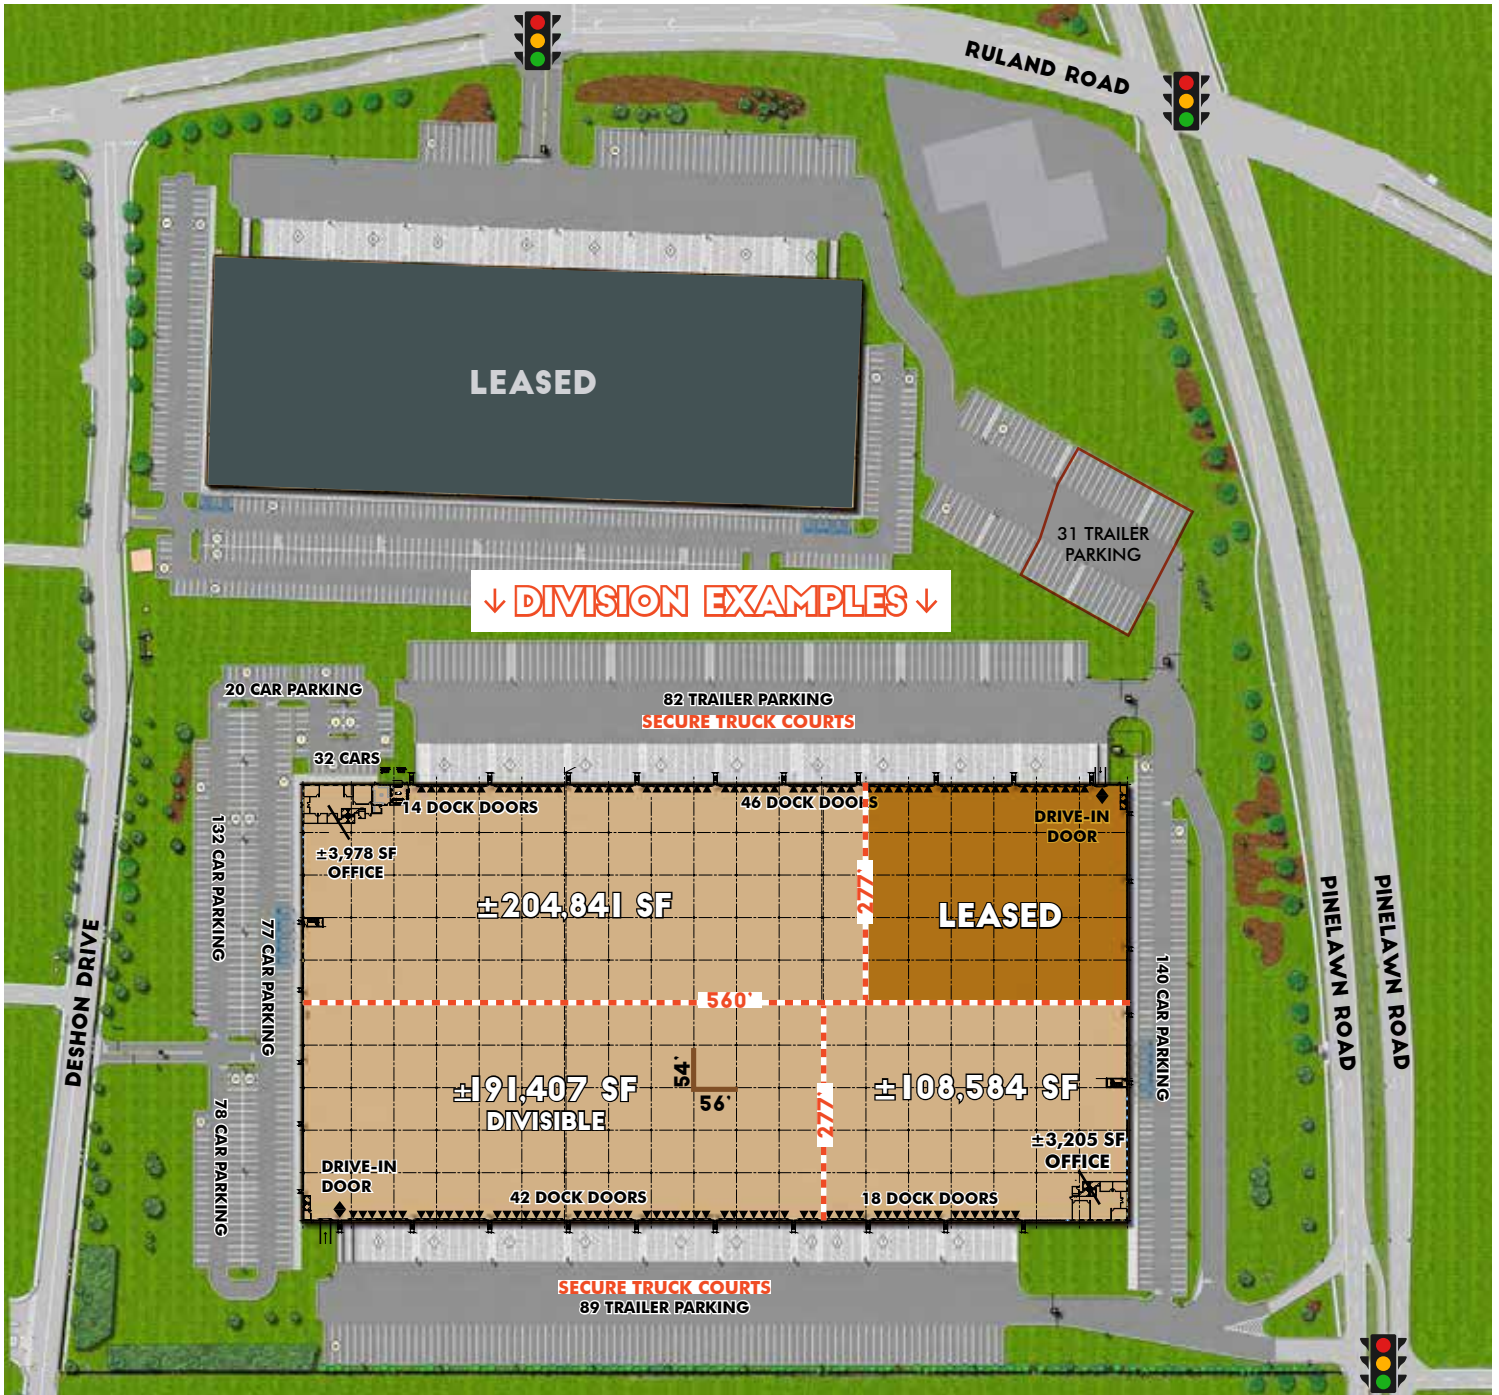 RULAND ROAD
LEASED
31 TRAILER
PARKING
↓ DIVISION EXAMPLES ↓
20 CAR PARKING
82 TRAILER PARKING
SECURE TRUCK COURTS
32 CARS
14 DOCK DOORS
46 DOCK DOORS
DRIVE-IN
DOOR
±3,978 SF
OFFICE
132 CAR PARKING
77 CAR PARKING
±204,841 SF
277'
LEASED
560'
DESHON DRIVE
PINELAWN ROAD
PINELAWN ROAD
140 CAR PARKING
54'
56'
±191,407 SF
DIVISIBLE
277'
±108,584 SF
±3,205 SF
OFFICE
78 CAR PARKING
DRIVE-IN
DOOR
42 DOCK DOORS
18 DOCK DOORS
SECURE TRUCK COURTS
89 TRAILER PARKING